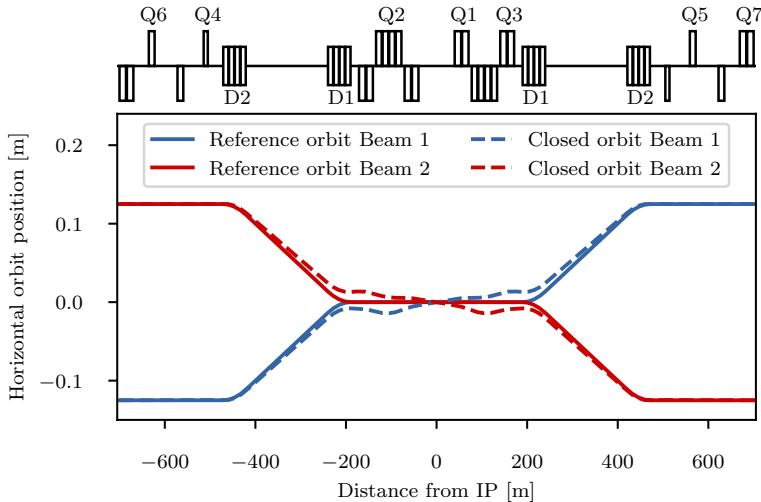 Q6 Q4 Q2 Q1 Q3 Q5 Q7
D2 D1 D1 D2
Reference orbit Beam 1 Closed orbit Beam 1
Reference orbit Beam 2 Closed orbit Beam 2
Horizontal orbit position [m]
0.2
0.1
0.0
−0.1
−600 −400 −200 0 200 400 600
Distance from IP [m]